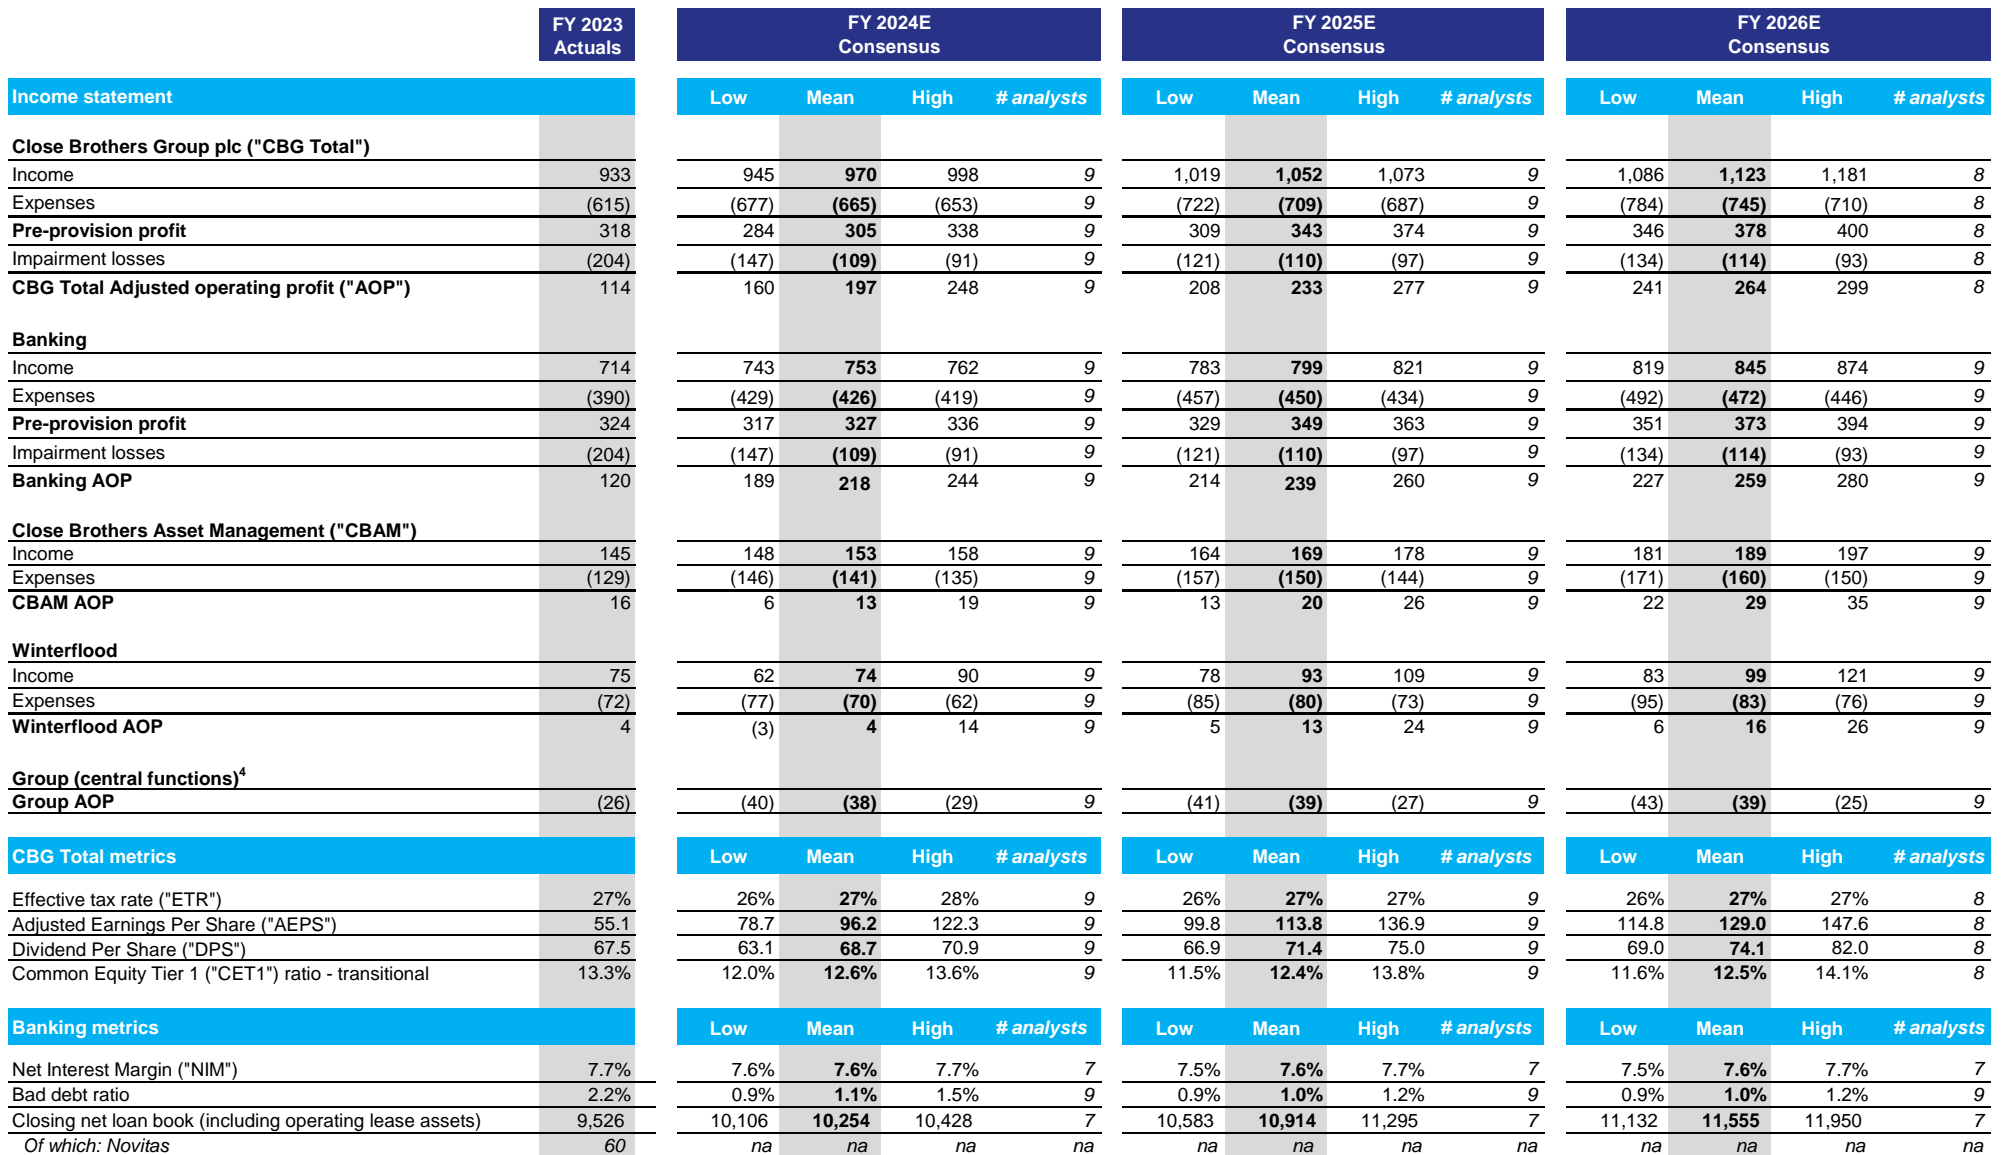 FY 2023 Actuals FY 2024E Consensus FY 2025E Consensus FY 2026E Consensus
Income statement Low Mean High # analysts Low Mean High # analysts Low Mean High # analysts
Close Brothers Group plc ("CBG Total")
Income 933 945 970 998 9 1,019 1,052 1,073 9 1,086 1,123 1,181 8
Expenses (615) (677) (665) (653) 9 (722) (709) (687) 9 (784) (745) (710) 8
Pre-provision profit 318 284 305 338 9 309 343 374 9 346 378 400 8
Impairment losses (204) (147) (109) (91) 9 (121) (110) (97) 9 (134) (114) (93) 8
CBG Total Adjusted operating profit ("AOP") 114 160 197 248 9 208 233 277 9 241 264 299 8
Banking
Income 714 743 753 762 9 783 799 821 9 819 845 874 9
Expenses (390) (429) (426) (419) 9 (457) (450) (434) 9 (492) (472) (446) 9
Pre-provision profit 324 317 327 336 9 329 349 363 9 351 373 394 9
Impairment losses (204) (147) (109) (91) 9 (121) (110) (97) 9 (134) (114) (93) 9
Banking AOP 120 189 218 244 9 214 239 260 9 227 259 280 9
Close Brothers Asset Management ("CBAM")
Income 145 148 153 158 9 164 169 178 9 181 189 197 9
Expenses (129) (146) (141) (135) 9 (157) (150) (144) 9 (171) (160) (150) 9
CBAM AOP 16 6 13 19 9 13 20 26 9 22 29 35 9
Winterflood
Income 75 62 74 90 9 78 93 109 9 83 99 121 9
Expenses (72) (77) (70) (62) 9 (85) (80) (73) 9 (95) (83) (76) 9
Winterflood AOP 4 (3) 4 14 9 5 13 24 9 6 16 26 9
Group (central functions)4
Group AOP (26) (40) (38) (29) 9 (41) (39) (27) 9 (43) (39) (25) 9
CBG Total metrics Low Mean High # analysts Low Mean High # analysts Low Mean High # analysts
Effective tax rate ("ETR") 27% 26% 27% 28% 9 26% 27% 27% 9 26% 27% 27% 8
Adjusted Earnings Per Share ("AEPS") 55.1 78.7 96.2 122.3 9 99.8 113.8 136.9 9 114.8 129.0 147.6 8
Dividend Per Share ("DPS") 67.5 63.1 68.7 70.9 9 66.9 71.4 75.0 9 69.0 74.1 82.0 8
Common Equity Tier 1 ("CET1") ratio - transitional 13.3% 12.0% 12.6% 13.6% 9 11.5% 12.4% 13.8% 9 11.6% 12.5% 14.1% 8
Banking metrics Low Mean High # analysts Low Mean High # analysts Low Mean High # analysts
Net Interest Margin ("NIM") 7.7% 7.6% 7.6% 7.7% 7 7.5% 7.6% 7.7% 7 7.5% 7.6% 7.7% 7
Bad debt ratio 2.2% 0.9% 1.1% 1.5% 9 0.9% 1.0% 1.2% 9 0.9% 1.0% 1.2% 9
Closing net loan book (including operating lease assets) 9,526 10,106 10,254 10,428 7 10,583 10,914 11,295 7 11,132 11,555 11,950 7
Of which: Novitas 60 na na na na na na na na na na na na